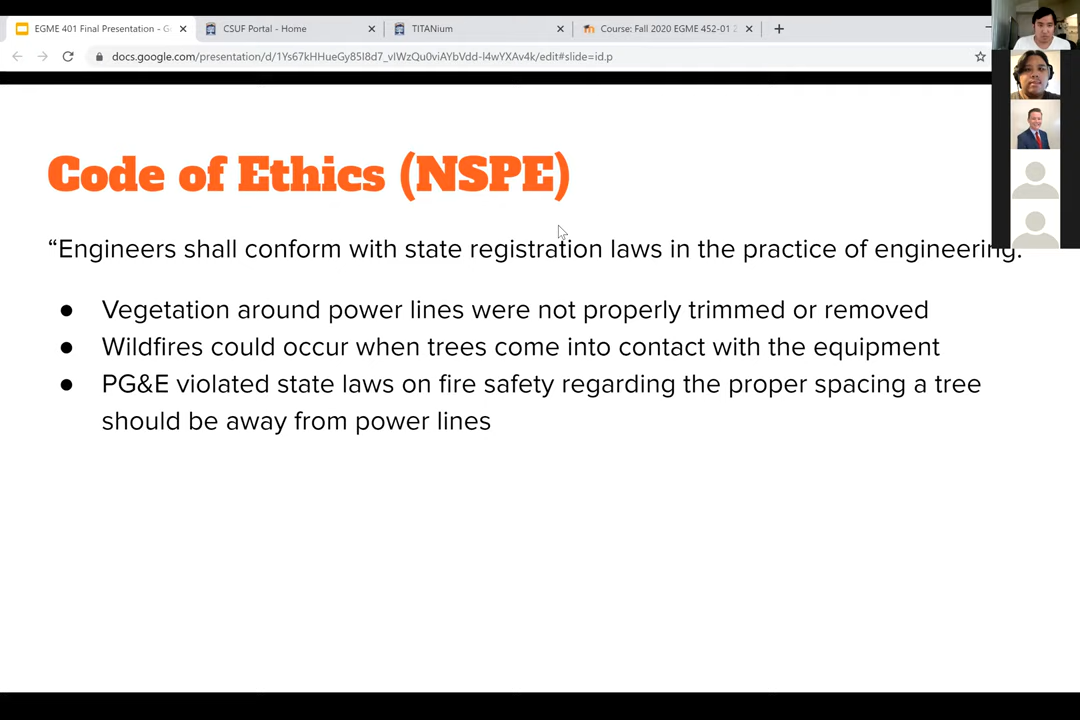 EGME 401 Final Presentation - G
CSUF Portal - Home
TITANium
Course: Fall 2020 EGME 452-01 2
docs.google.com/presentation/d/1Ys67kHHueGy85I8d7_vIWzQu0viAYbVdd-l4wYXAv4k/edit#slide=id.p
Code of Ethics (NSPE)
“Engineers shall conform with state registration laws in the practice of engineering.
● Vegetation around power lines were not properly trimmed or removed
● Wildfires could occur when trees come into contact with the equipment
● PG&E violated state laws on fire safety regarding the proper spacing a tree
should be away from power lines